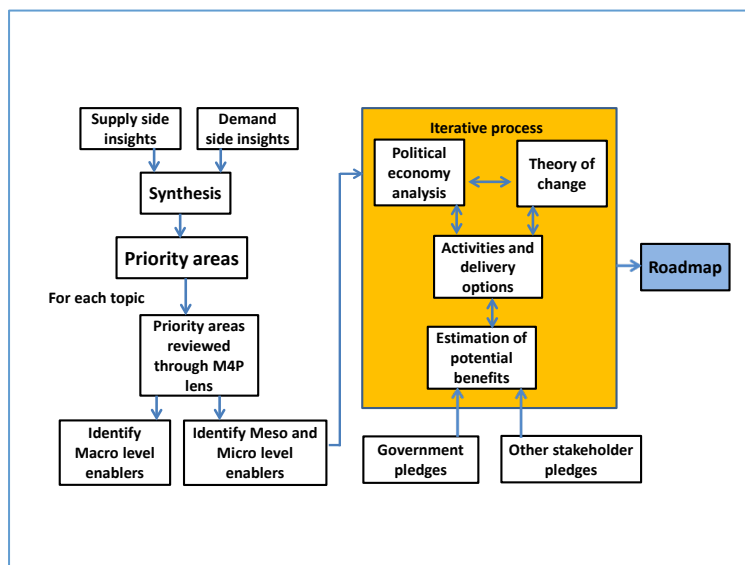 Supply side
insights
Demand
side insights
Synthesis
Priority areas
For each topic
Priority areas
reviewed
through M4P
lens
Identify
Macro level
enablers
Identify Meso and
Micro level
enablers
Iterative process
Political
economy
analysis
Theory of
change
Activities and
delivery
options
Estimation of
potential
benefits
Government
pledges
Other stakeholder
pledges
Roadmap